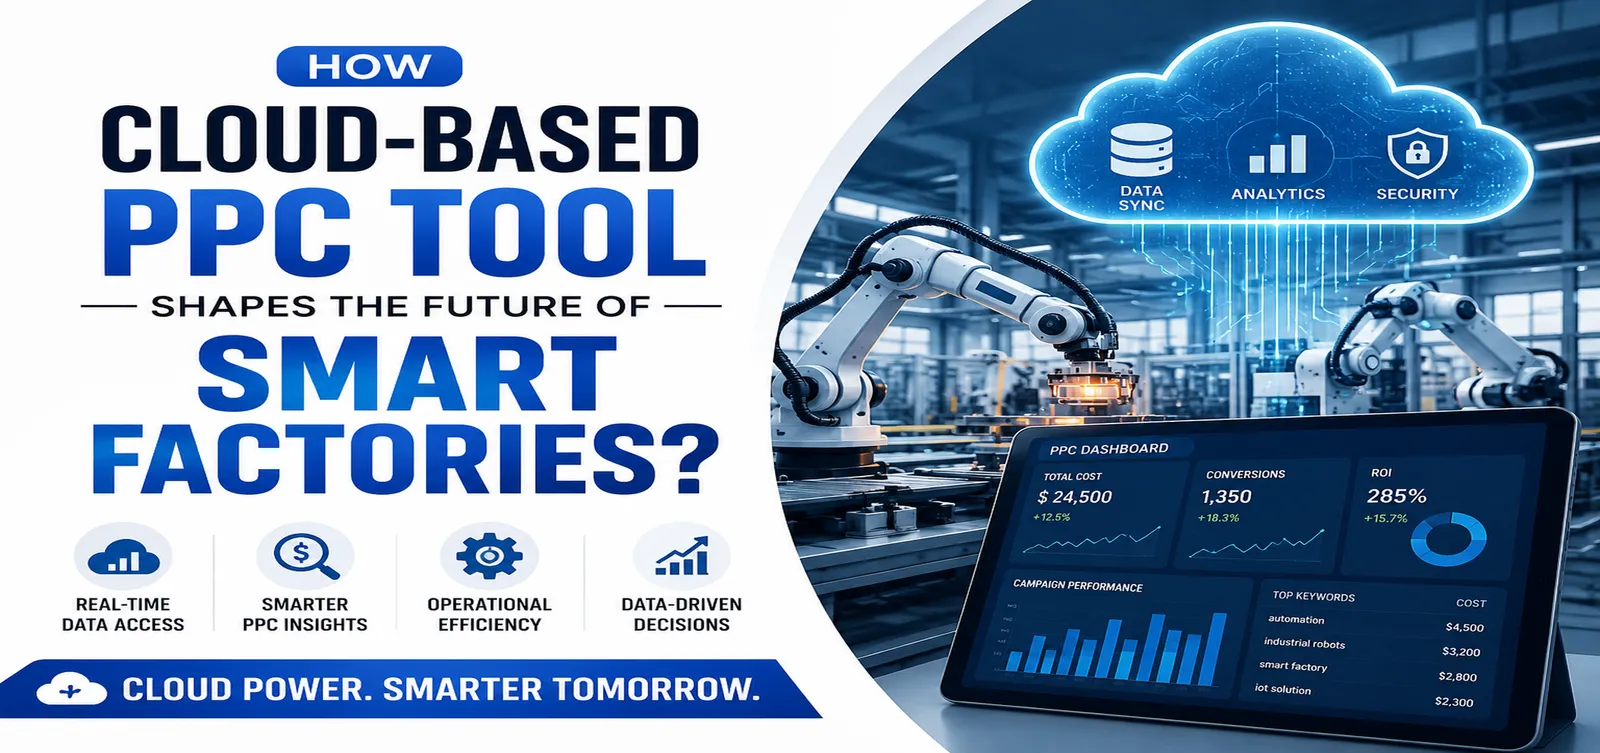 HOW
CLOUD-BASED
PPC TOOL
SHAPES THE FUTURE OF
SMART
FACTORIES?
REAL-TIME
DATA ACCESS
SMARTER
PPC INSIGHTS
OPERATIONAL
EFFICIENCY
DATA-DRIVEN
DECISIONS
CLOUD POWER. SMARTER TOMORROW.
DATA
SYNC
ANALYTICS
SECURITY
PPC DASHBOARD
TOTAL COST
$ 24,500
+12.5%
CONVERSIONS
1,350
+18.3%
ROI
285%
+15.7%
CAMPAIGN PERFORMANCE
TOP KEYWORDS COST
automation $4,500
industrial robots $3,200
smart factory $2,800
iot solution $2,300